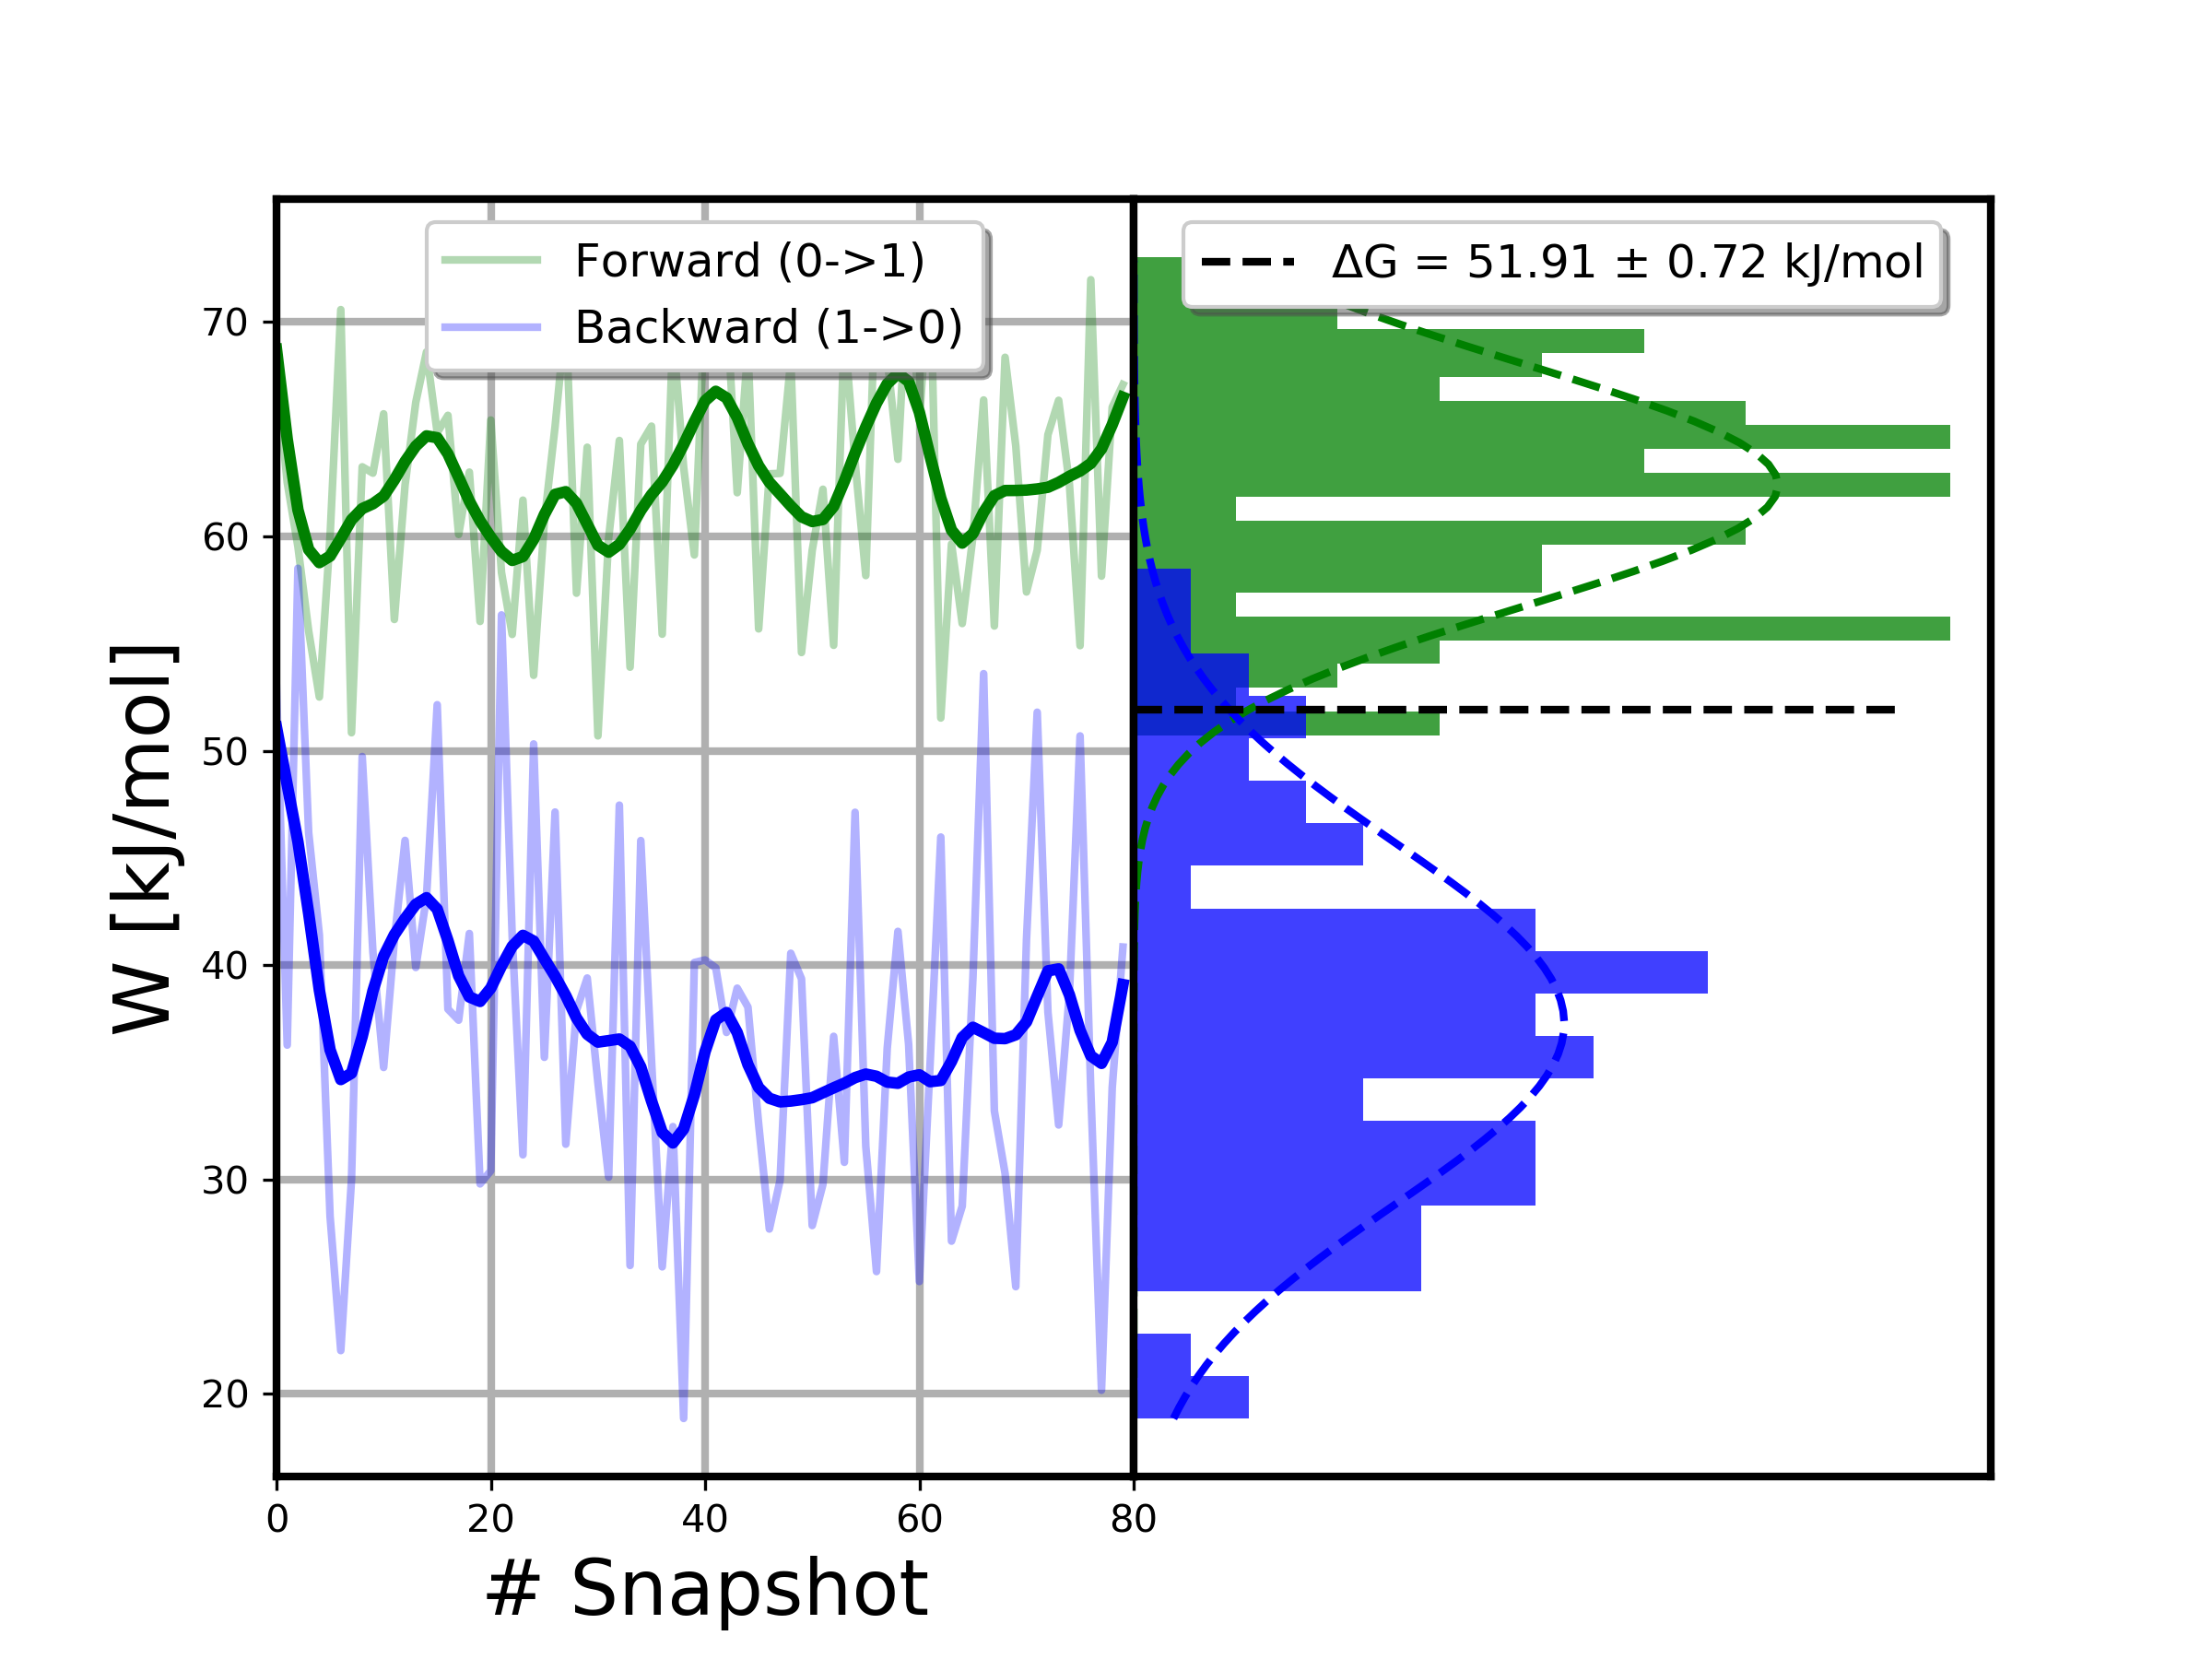 Forward (0->1)
Backward (1->0)
ΔG = 51.91 ± 0.72 kJ/mol
W [kJ/mol]
70
60
50
40
30
20
0 20 40 60 80
# Snapshot